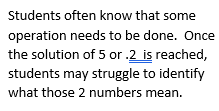 Students often know that some
operation needs to be done.  Once
the solution of 5 or .2  is reached,
students may struggle to identify
what those 2 numbers mean.